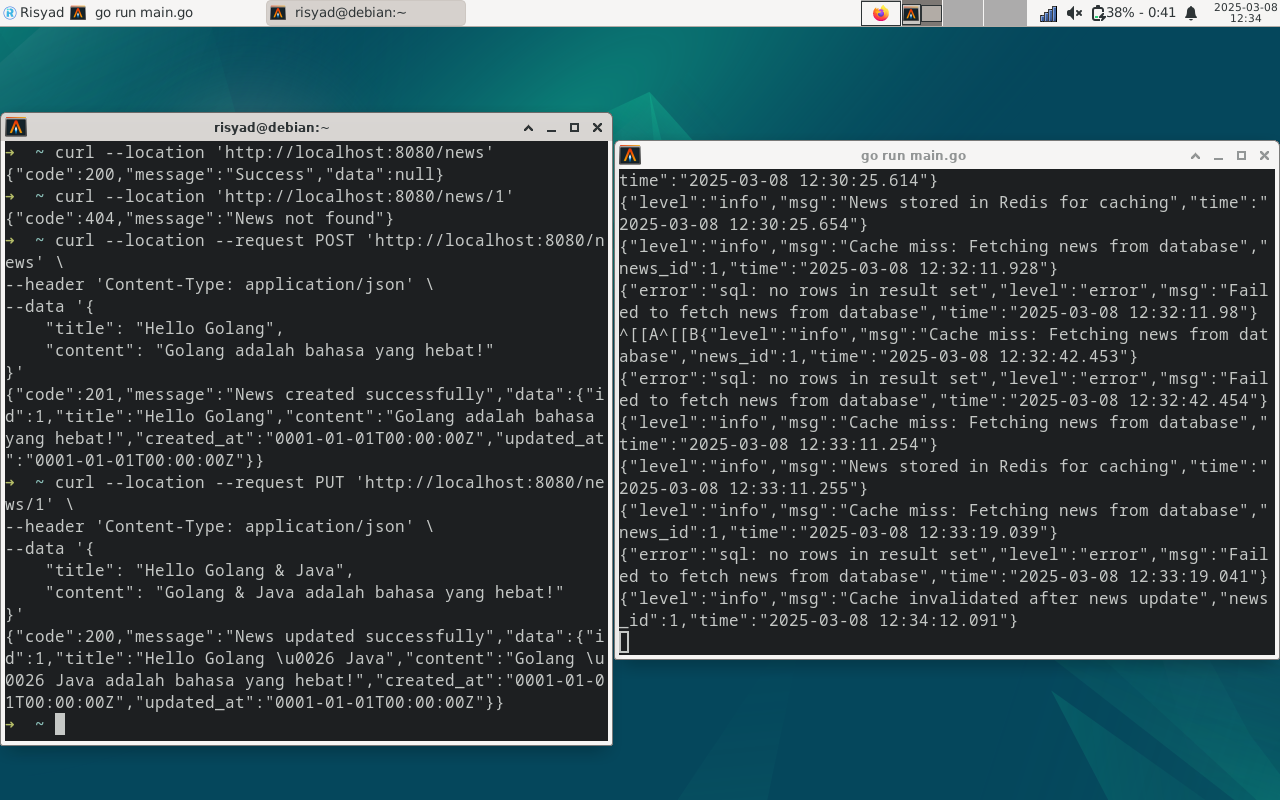 Risyad go run main.go risyad@debian:~ 38% - 0:41 2025-03-08
12:34
risyad@debian:~
➜  ~ curl --location 'http://localhost:8080/news'
{"code":200,"message":"Success","data":null}
➜  ~ curl --location 'http://localhost:8080/news/1'
{"code":404,"message":"News not found"}
➜  ~ curl --location --request POST 'http://localhost:8080/n
ews' \
--header 'Content-Type: application/json' \
--data '{
    "title": "Hello Golang",
    "content": "Golang adalah bahasa yang hebat!"
}'
{"code":201,"message":"News created successfully","data":{"i
d":1,"title":"Hello Golang","content":"Golang adalah bahasa
yang hebat!","created_at":"0001-01-01T00:00:00Z","updated_at
":"0001-01-01T00:00:00Z"}}
➜  ~ curl --location --request PUT 'http://localhost:8080/ne
ws/1' \
--header 'Content-Type: application/json' \
--data '{
    "title": "Hello Golang & Java",
    "content": "Golang & Java adalah bahasa yang hebat!"
}'
{"code":200,"message":"News updated successfully","data":{"i
d":1,"title":"Hello Golang \u0026 Java","content":"Golang \u
0026 Java adalah bahasa yang hebat!","created_at":"0001-01-0
1T00:00:00Z","updated_at":"0001-01-01T00:00:00Z"}}
➜  ~
go run main.go
time":"2025-03-08 12:30:25.614"}
{"level":"info","msg":"News stored in Redis for caching","time":"
2025-03-08 12:30:25.654"}
{"level":"info","msg":"Cache miss: Fetching news from database","
news_id":1,"time":"2025-03-08 12:32:11.928"}
{"error":"sql: no rows in result set","level":"error","msg":"Fail
ed to fetch news from database","time":"2025-03-08 12:32:11.98"}
^[[A^[[B{"level":"info","msg":"Cache miss: Fetching news from dat
abase","news_id":1,"time":"2025-03-08 12:32:42.453"}
{"error":"sql: no rows in result set","level":"error","msg":"Fail
ed to fetch news from database","time":"2025-03-08 12:32:42.454"}
{"level":"info","msg":"Cache miss: Fetching news from database","
time":"2025-03-08 12:33:11.254"}
{"level":"info","msg":"News stored in Redis for caching","time":"
2025-03-08 12:33:11.255"}
{"level":"info","msg":"Cache miss: Fetching news from database","
news_id":1,"time":"2025-03-08 12:33:19.039"}
{"error":"sql: no rows in result set","level":"error","msg":"Fail
ed to fetch news from database","time":"2025-03-08 12:33:19.041"}
{"level":"info","msg":"Cache invalidated after news update","news
_id":1,"time":"2025-03-08 12:34:12.091"}